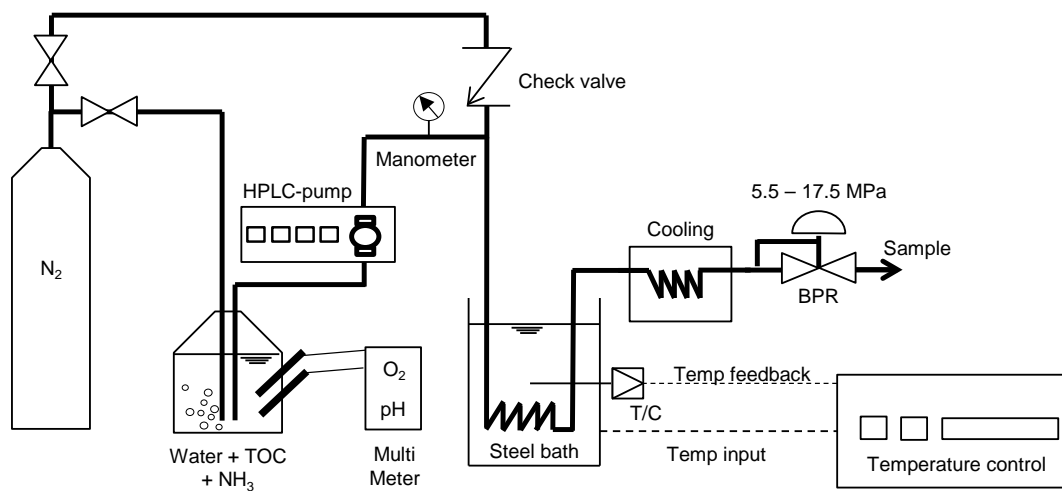 Check valve
Manometer
HPLC-pump
5.5 – 17.5 MPa
Cooling
Sample
N2
BPR
O2
pH
Temp feedback
T/C
Water + TOC
+ NH3
Multi
Meter
Steel bath
Temp input
Temperature control